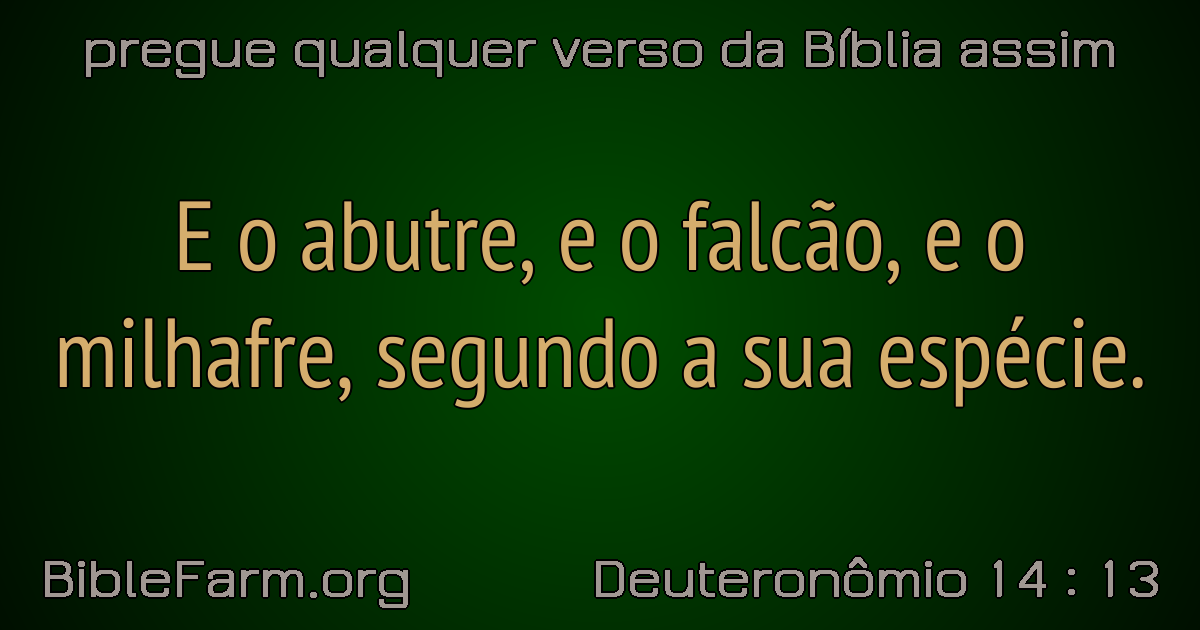 pregue qualquer verso da Bíblia assim
E o abutre, e o falcão, e o
milhafre, segundo a sua espécie.
BibleFarm.org
Deuteronômio 14 : 13